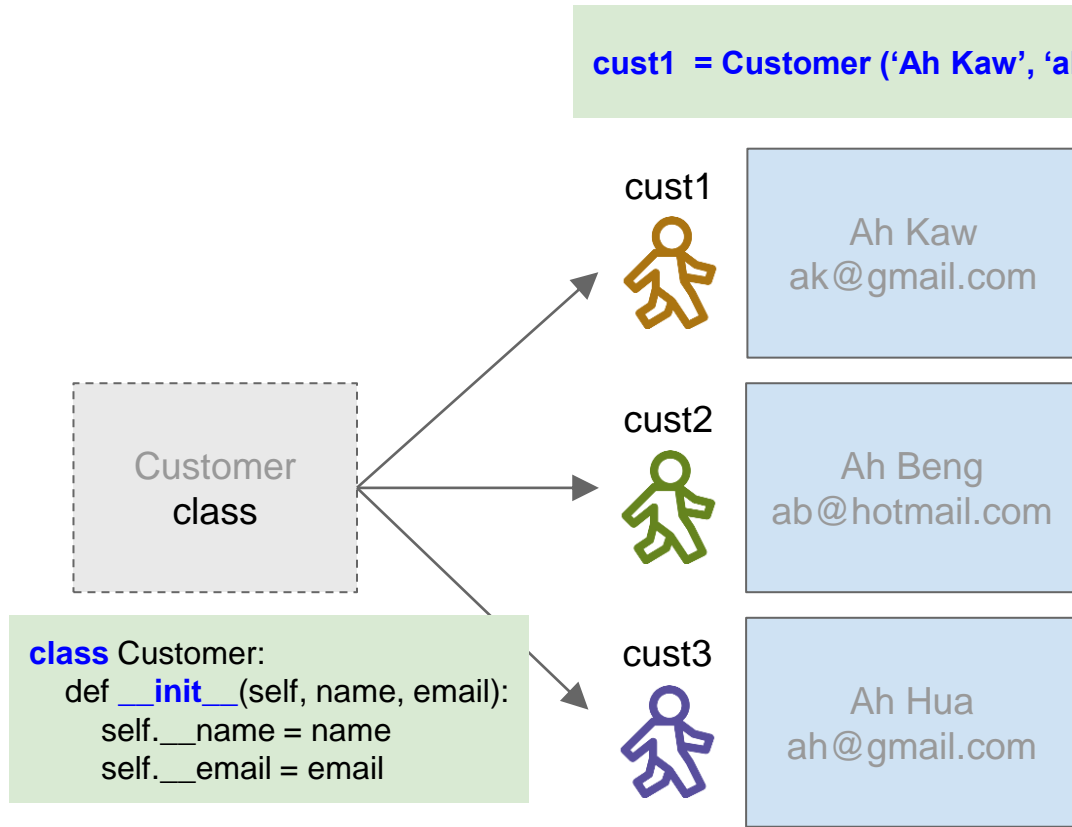 cust1 = Customer (‘Ah Kaw’,
cust1
Ah Kaw
ak@gmail.com
cust2
Ah Beng
ab@hotmail.com
Customer
class
class Customer:
def __init__(self, name, email):
self.__name = name
self.__email = email
cust3
Ah Hua
ah@gmail.com